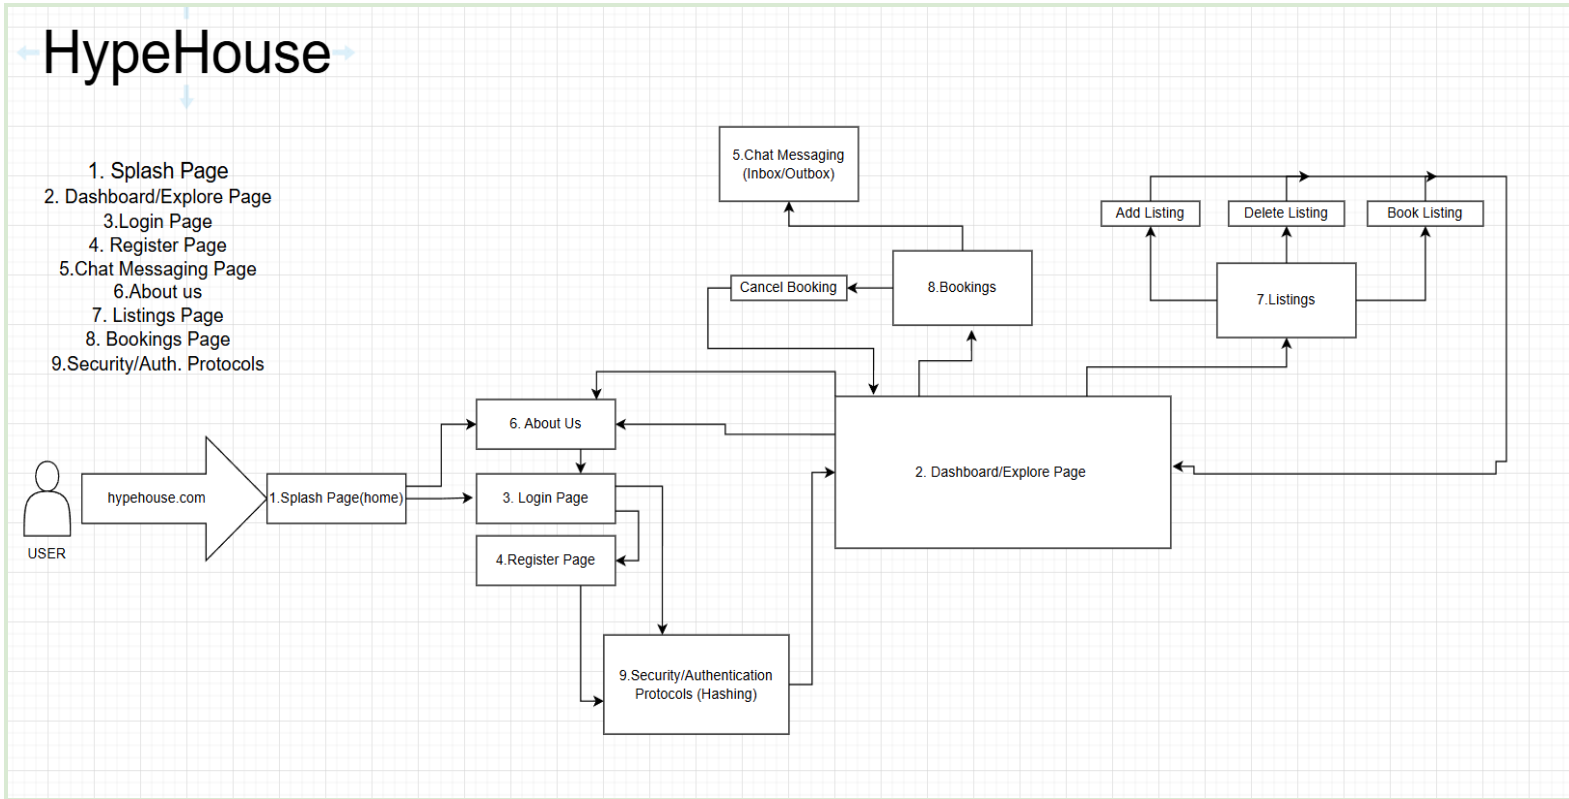 HypeHouse
1. Splash Page
2. Dashboard/Explore Page
3.Login Page
4. Register Page
5.Chat Messaging Page
6.About us
7. Listings Page
8. Bookings Page
9.Security/Auth. Protocols
5.Chat Messaging
(Inbox/Outbox)
Add Listing
Delete Listing
Book Listing
Cancel Booking
8.Bookings
7.Listings
6. About Us
2. Dashboard/Explore Page
hypehouse.com
1.Splash Page(home)
3. Login Page
USER
4.Register Page
9.Security/Authentication
Protocols (Hashing)